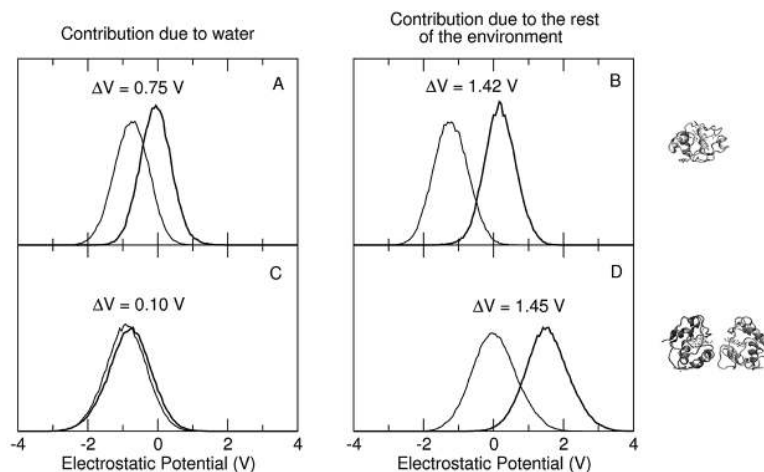 Contribution due to water
Contribution due to the rest
of the environment
A
ΔV = 0.75 V
B
ΔV = 1.42 V
C
ΔV = 0.10 V
D
ΔV = 1.45 V
-4 -2 0 2 4
-4 -2 0 2 4
Electrostatic Potential (V)
Electrostatic Potential (V)